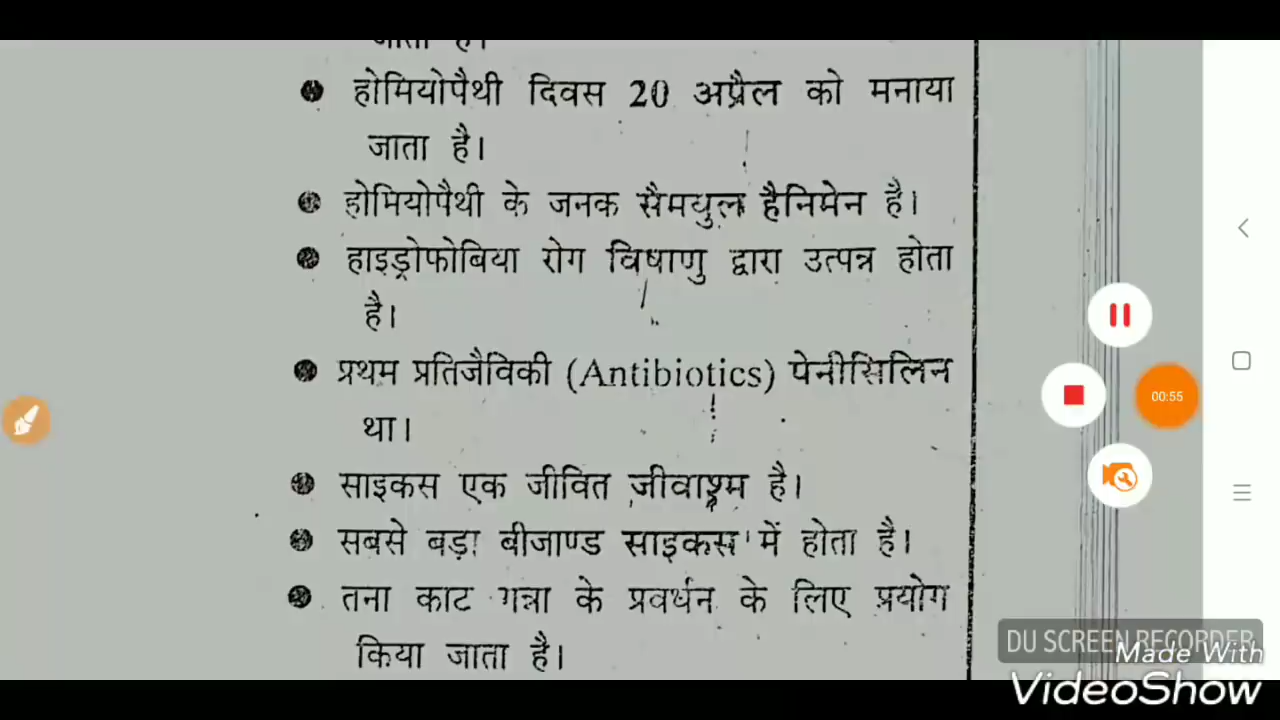 जाता है।
● होमियोपैथी दिवस 20 अप्रैल को मनाया
जाता है।
● होमियोपैथी के जनक सैमयुल हैनिमेन है।
● हाइड्रोफोबिया रोग विषाणु द्वारा उत्पन्न होता
है।
● प्रथम प्रतिजैविकी (Antibiotics) पेनीसिलिन
था।
● साइकस एक जीवित जीवाश्म है।
● सबसे बड़ा बीजाण्ड साइकस में होता है।
● तना काट गन्ना के प्रवर्धन के लिए प्रयोग
किया जाता है।
00:55
DU SCREEN RECORDER
Made With
VideoShow